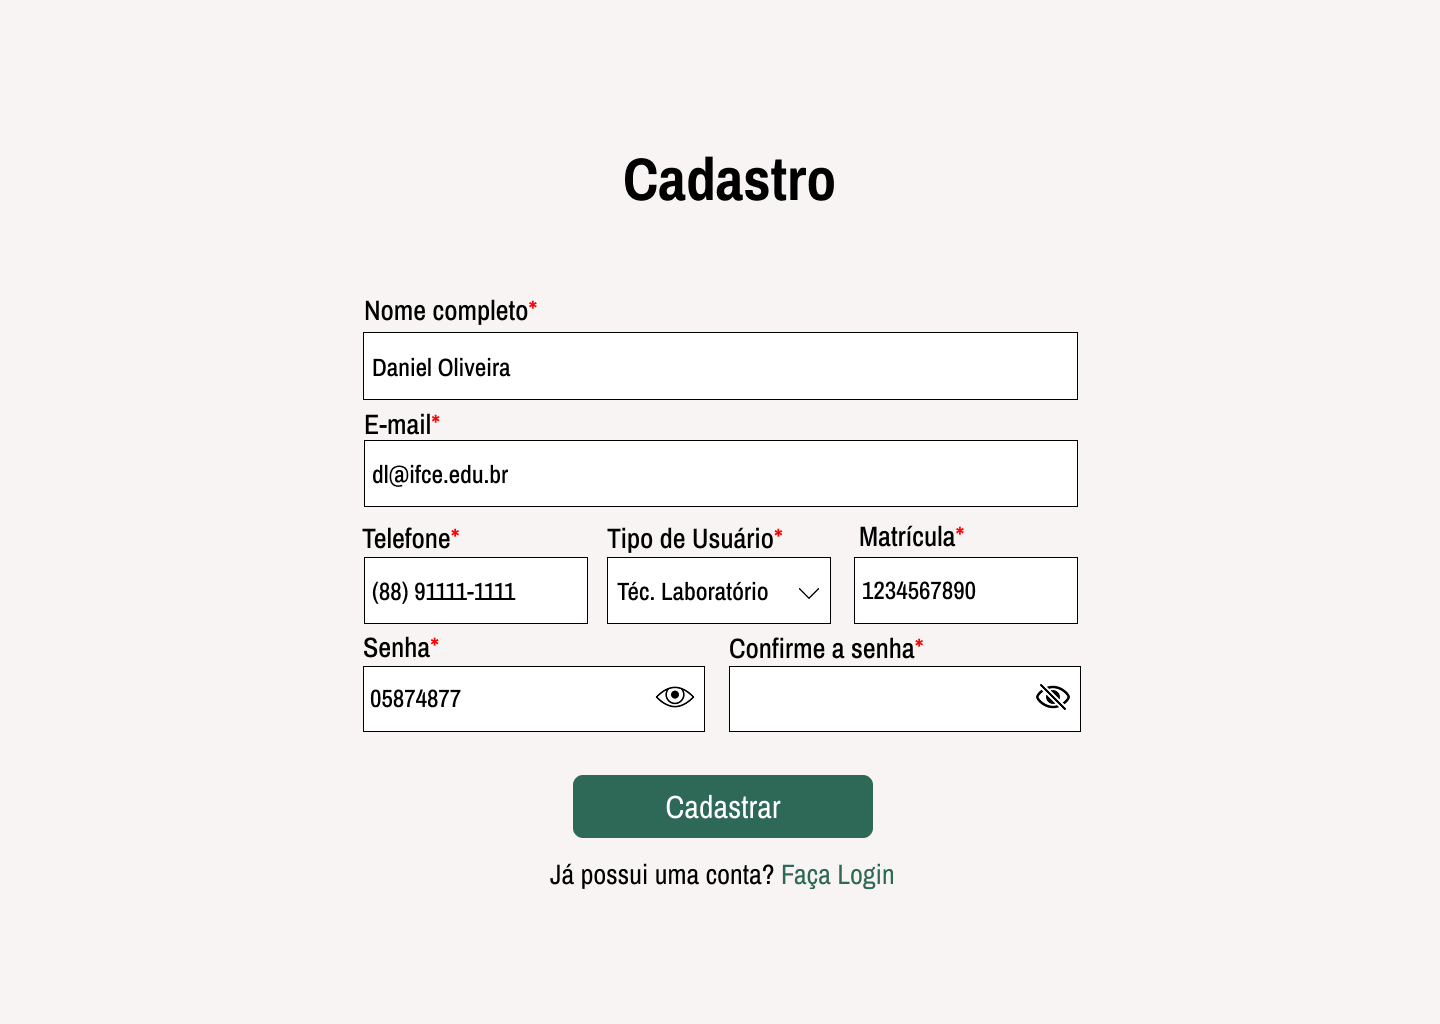 Cadastro
Nome completo*
Daniel Oliveira
E-mail*
dl@ifce.edu.br
Telefone* Tipo de Usuário* Matrícula*
(88) 91111-1111 Téc. Laboratório 1234567890
Senha* Confirme a senha*
05874877
Cadastrar
Já possui uma conta? Faça Login